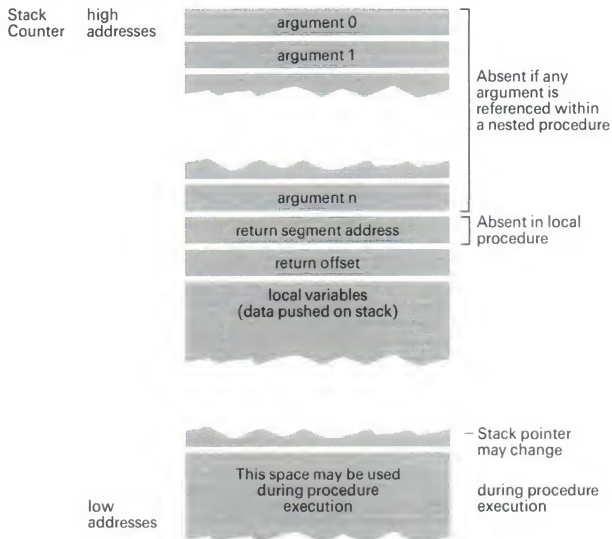 Stack
Counter
high
addresses
argument 0
argument 1
Absent if any
argument is
referenced within
a nested procedure
argument n
return segment address
Absent in local
procedure
return offset
local variables
(data pushed on stack)
Stack pointer
may change
This space may be used
during procedure
execution
during procedure
execution
low
addresses